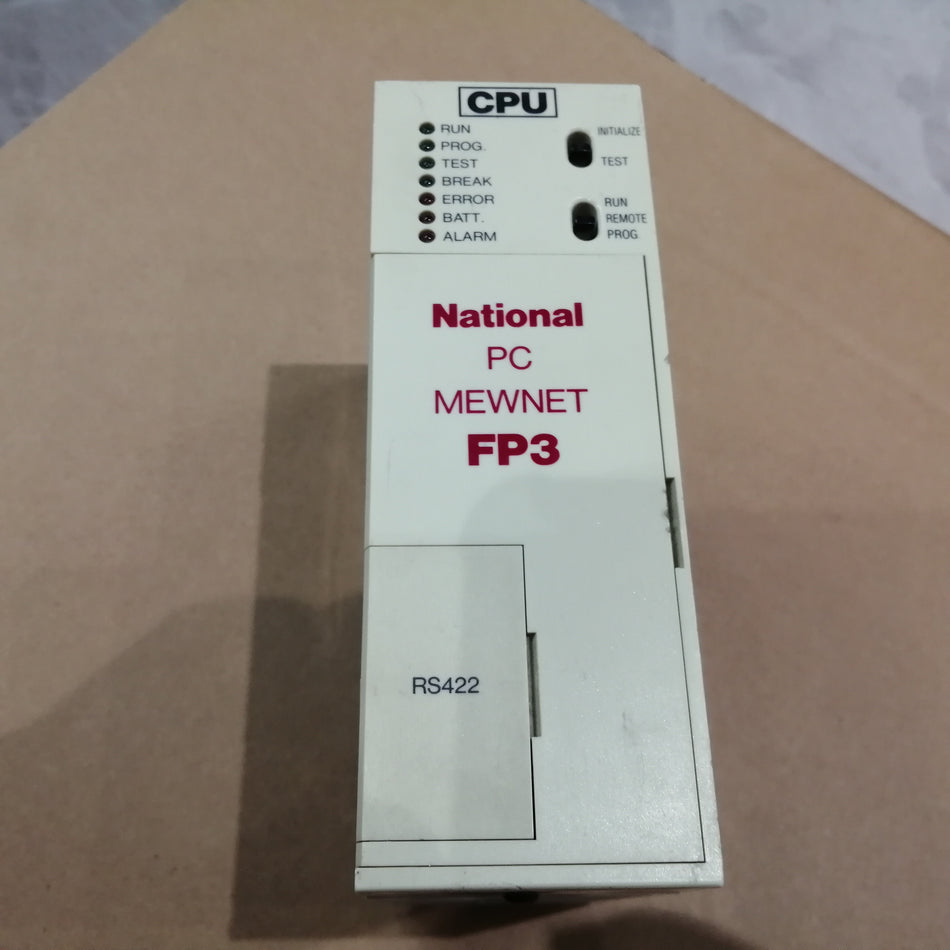 CPU
RUN
PROG.
TEST
BREAK
ERROR
BATT.
ALARM
INITIALIZE
TEST
RUN
REMOTE
PROG.
National
PC
MEWNET
FP3
RS422